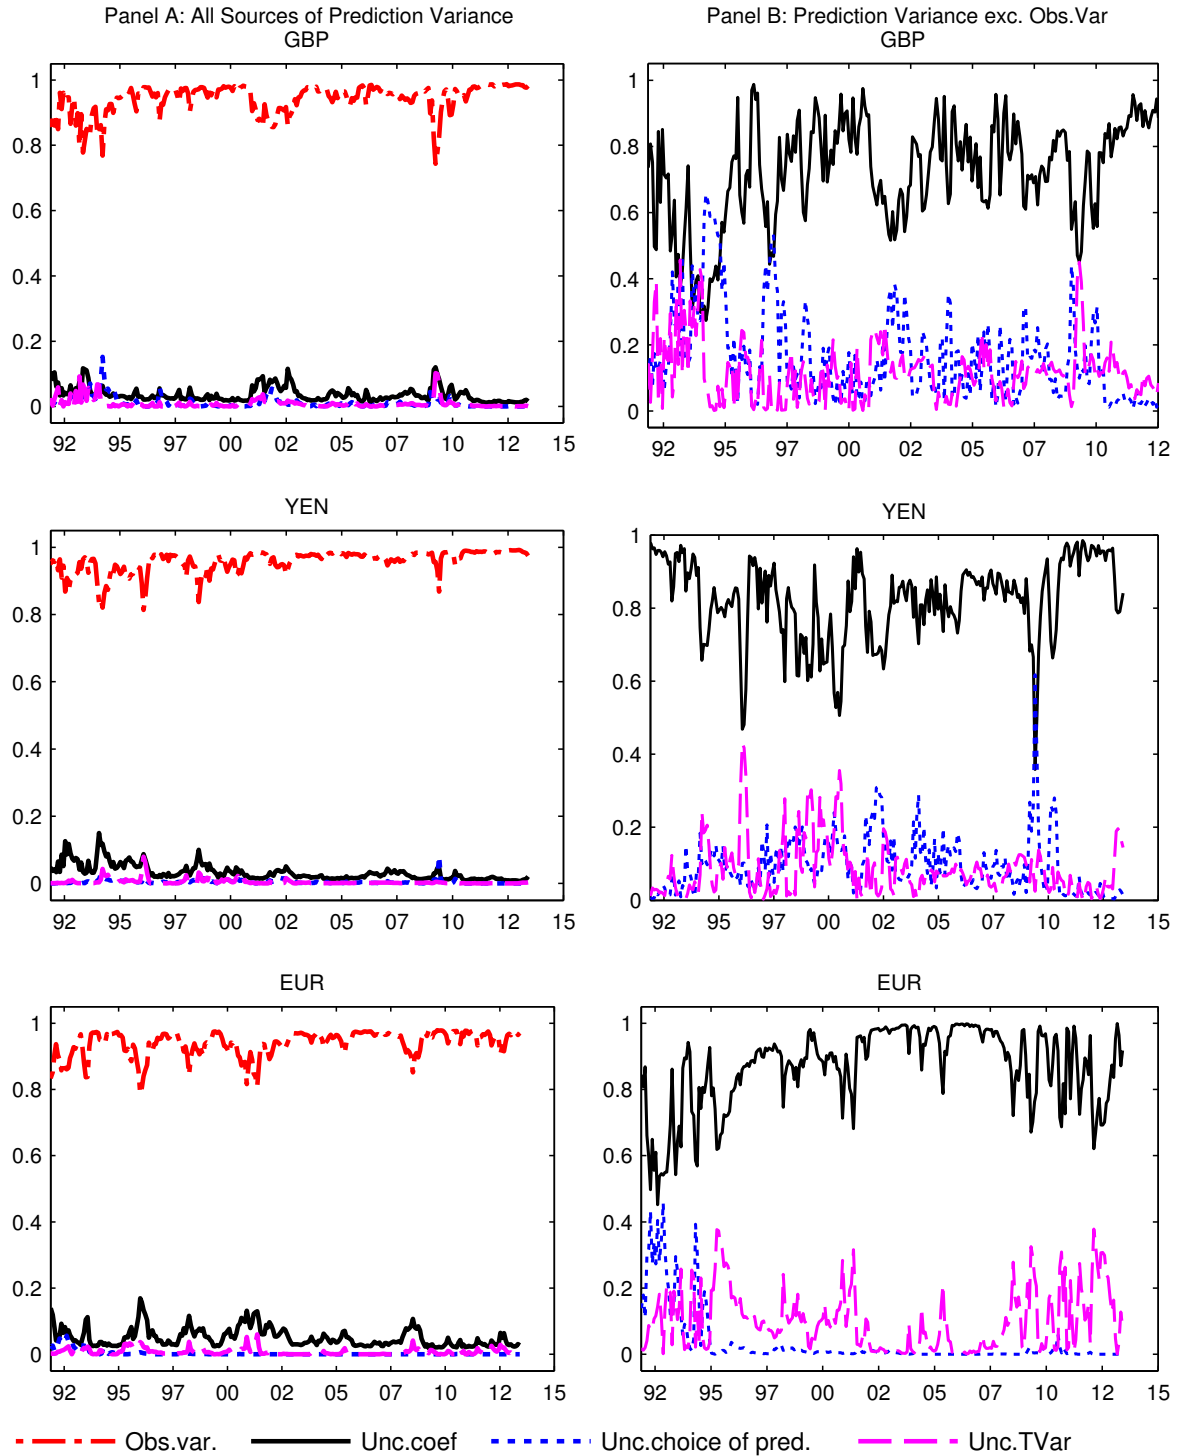 Panel A: All Sources of Prediction Variance
GBP
1
0.8
0.6
0.4
0.2
0
92 95 97 00 02 05 07 10 12 15
Panel B: Prediction Variance exc. Obs.Var
GBP
1
0.8
0.6
0.4
0.2
0
92 95 97 00 02 05 07 10 12
YEN
1
0.8
0.6
0.4
0.2
0
92 95 97 00 02 05 07 10 12 15
YEN
1
0.8
0.6
0.4
0.2
0
92 95 97 00 02 05 07 10 12 15
EUR
1
0.8
0.6
0.4
0.2
0
92 95 97 00 02 05 07 10 12 15
EUR
1
0.8
0.6
0.4
0.2
0
92 95 97 00 02 05 07 10 12 15
Obs.var. Unc.coef Unc.choice of pred. Unc.TVar